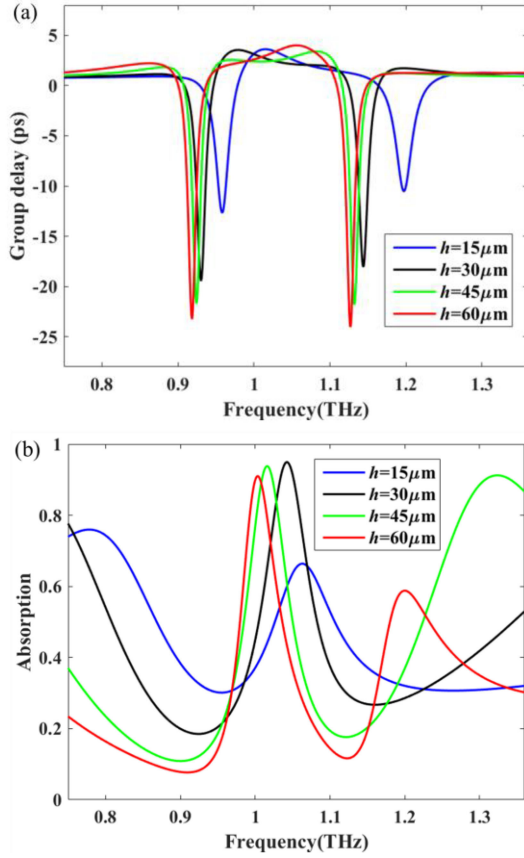 (a)
5
0
-5
-10
-15
-20
-25
Group delay (ps)
h=15μm
h=30μm
h=45μm
h=60μm
0.8 0.9 1 1.1 1.2 1.3
Frequency(THz)
(b)
1
0.8
0.6
0.4
0.2
0
Absorption
h=15μm
h=30μm
h=45μm
h=60μm
0.8 0.9 1 1.1 1.2 1.3
Frequency(THz)